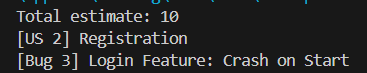 Total estimate: 10
[US 2] Registration
[Bug 3] Login Feature: Crash on Start